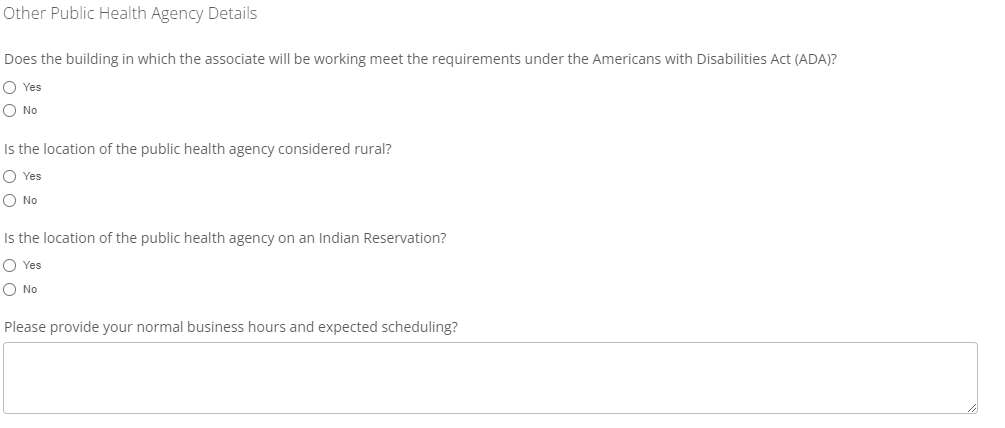 Other Public Health Agency Details
Does the building in which the associate will be working meet the requirements under the Americans with Disabilities Act (ADA)?
Yes
No
Is the location of the public health agency considered rural?
Yes
No
Is the location of the public health agency on an Indian Reservation?
Yes
No
Please provide your normal business hours and expected scheduling?